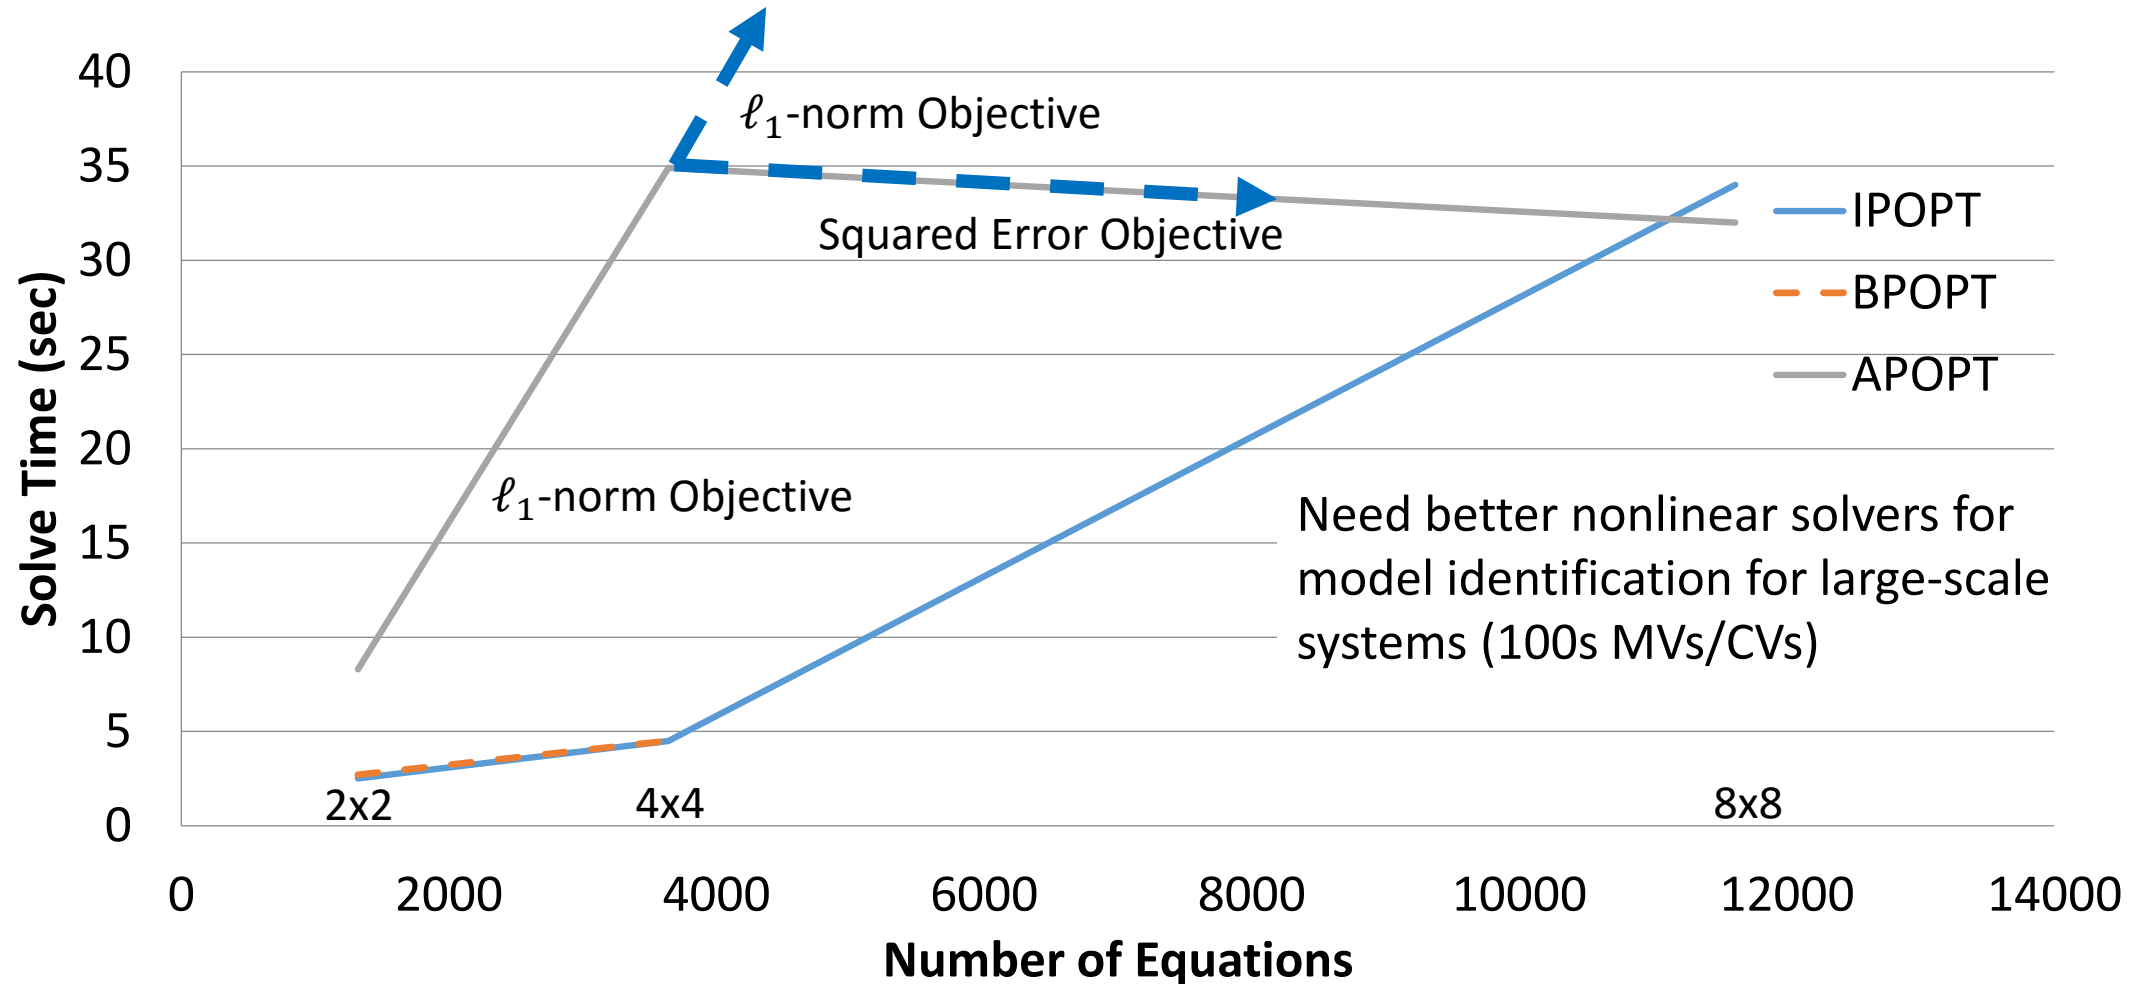 40
35
30
25
20
15
10
5
0
Solve Time (sec)
ℓ₁-norm Objective
Squared Error Objective
ℓ₁-norm Objective
IPOPT
BPOPT
APOPT
Need better nonlinear solvers for
model identification for large-scale
systems (100s MVs/CVs)
2x2
4x4
8x8
0 2000 4000 6000 8000 10000 12000 14000
Number of Equations